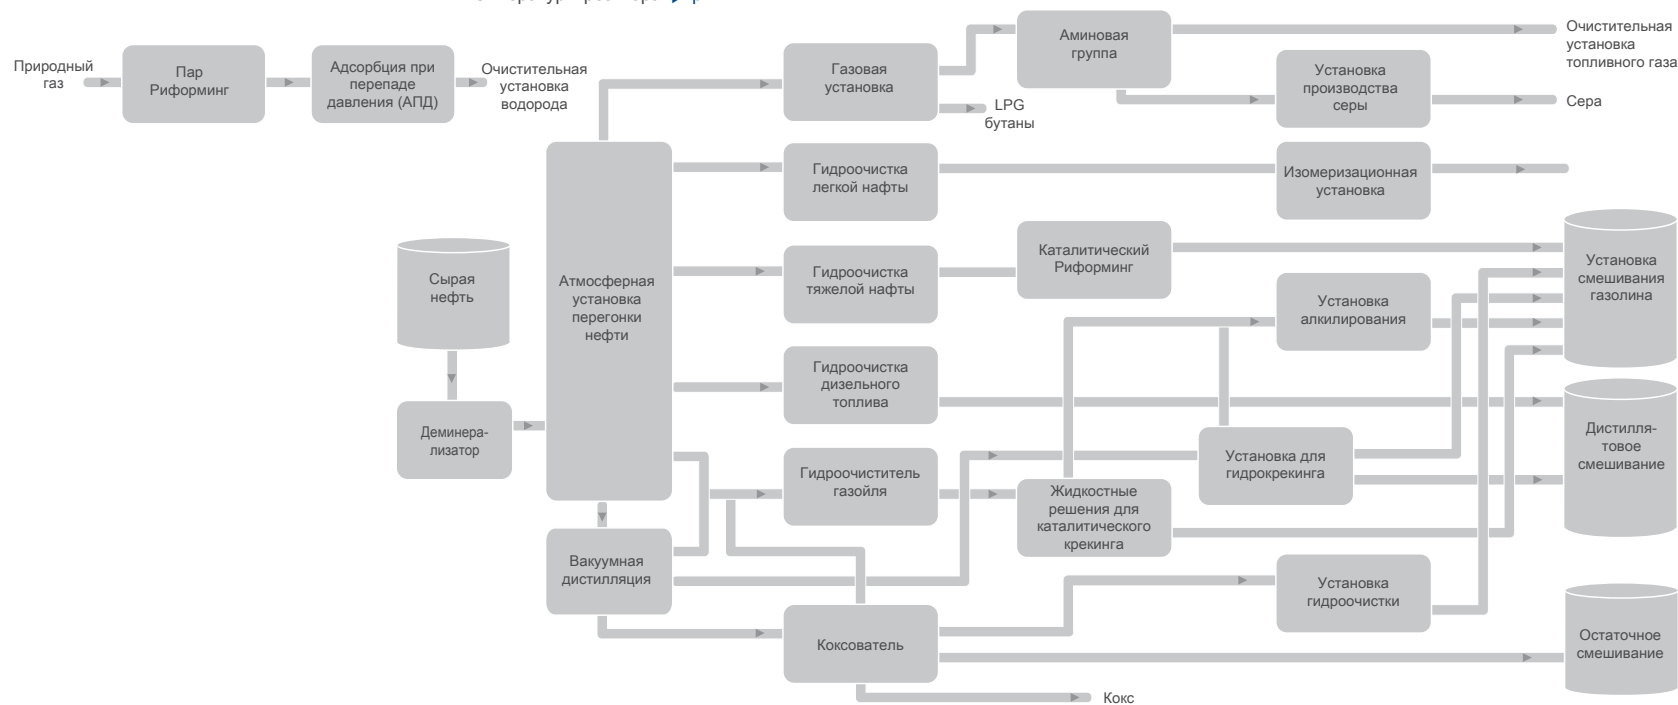 Природный
газ
Пар
Риформинг
Адсорбция при
перепаде
давления (АПД)
Очистительная
установка
водорода
Газовая
установка
LPG
бутаны
Аминовая
группа
Установка
производства
серы
Очистительная
установка
топливного газа
Сера
Гидроочистка
легкой нафты
Изомеризационная
установка
Сырая
нефть
Деминера-
лизатор
Атмосферная
установка
перегонки
нефти
Гидроочистка
тяжелой нафты
Каталитический
Риформинг
Установка
алкилирования
Установка
смешивания
газолина
Гидроочистка
дизельного
топлива
Дистилля-
товое
смешивание
Гидроочиститель
газойля
Жидкостные
решения для
каталитического
крекинга
Установка для
гидрокрекинга
Вакуумная
дистилляция
Установка
гидроочистки
Коксователь
Остаточное
смешивание
Кокс